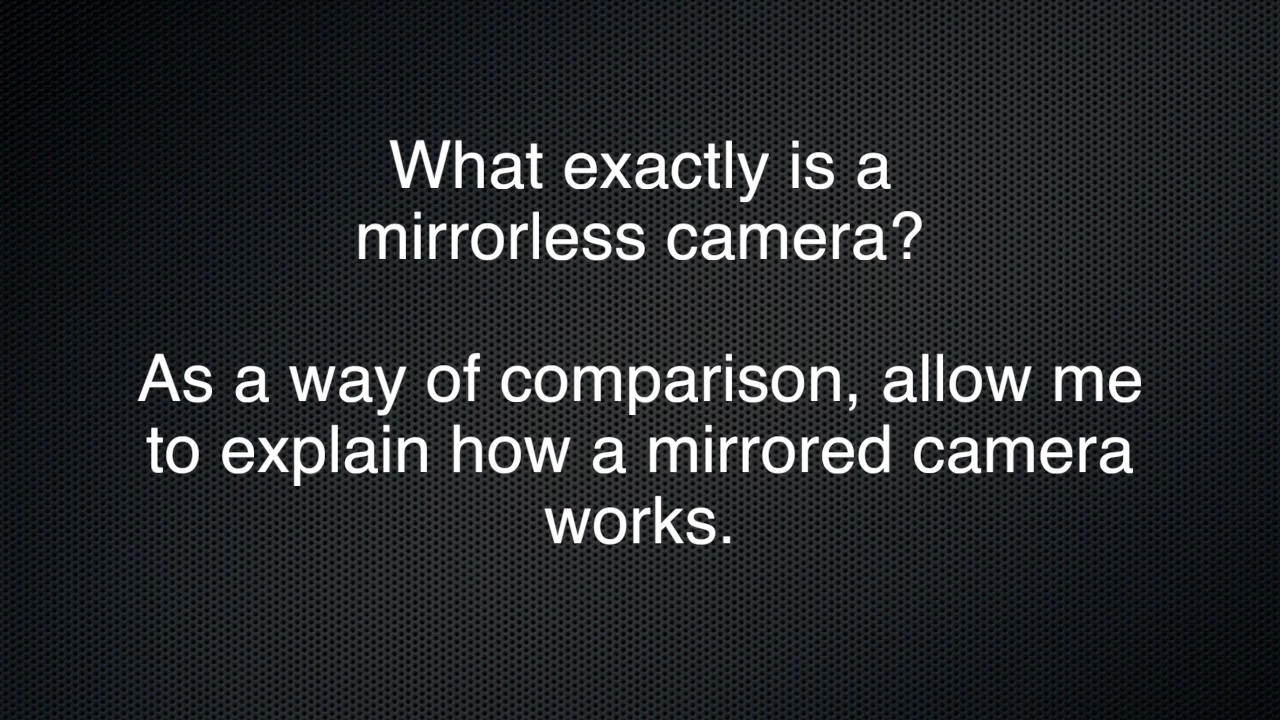 What exactly is a
mirrorless camera?
As a way of comparison, allow me
to explain how a mirrored camera
works.